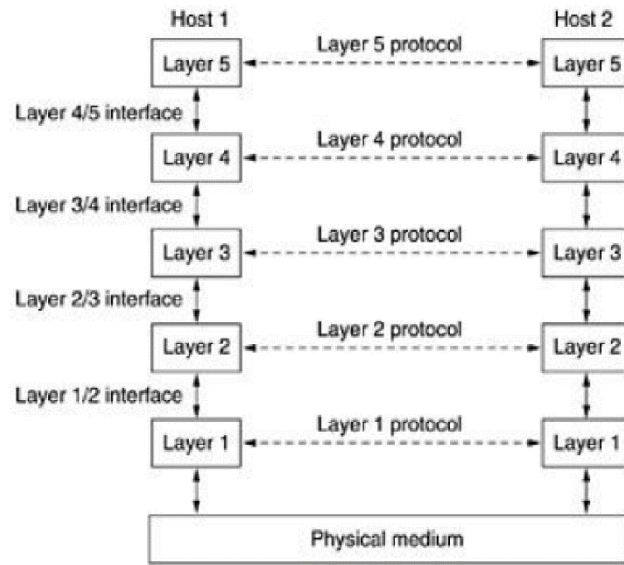 Host 1 Host 2
Layer 5 protocol
Layer 5 Layer 5
Layer 4/5 interface
Layer 4 protocol
Layer 4 Layer 4
Layer 3/4 interface
Layer 3 protocol
Layer 3 Layer 3
Layer 2/3 interface
Layer 2 protocol
Layer 2 Layer 2
Layer 1/2 interface
Layer 1 protocol
Layer 1 Layer 1
Physical medium